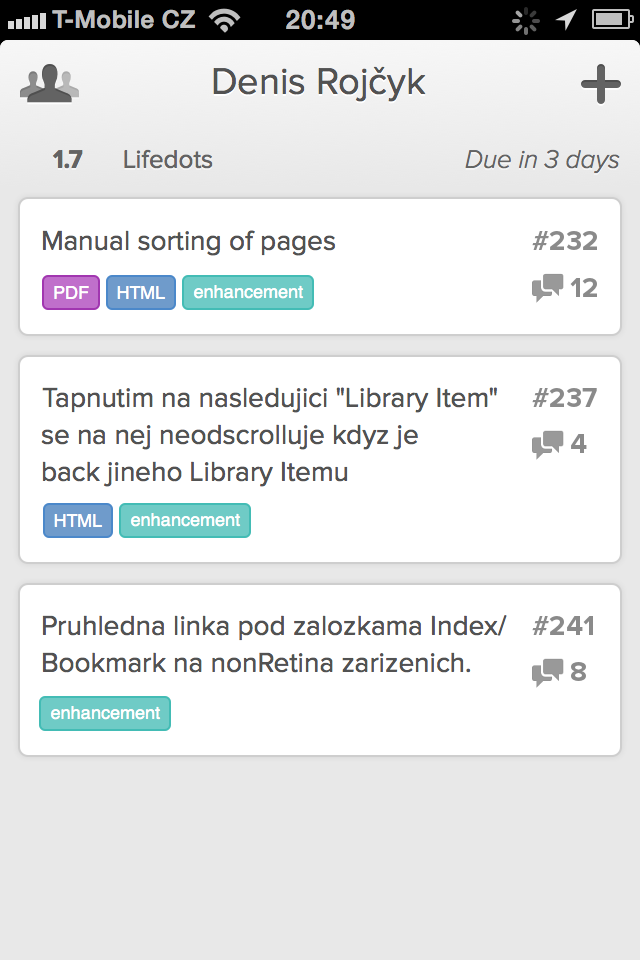 T-Mobile CZ 20:49
Denis Rojčyk
1.7 Lifedots Due in 3 days
Manual sorting of pages #232
PDF HTML enhancement 12
Tapnutim na nasledujici "Library Item" #237
se na nej neodscrolluje kdyz je 4
back jineho Library Itemu
HTML enhancement
Pruhledna linka pod zalozkama Index/ #241
Bookmark na nonRetina zarizenich. 8
enhancement